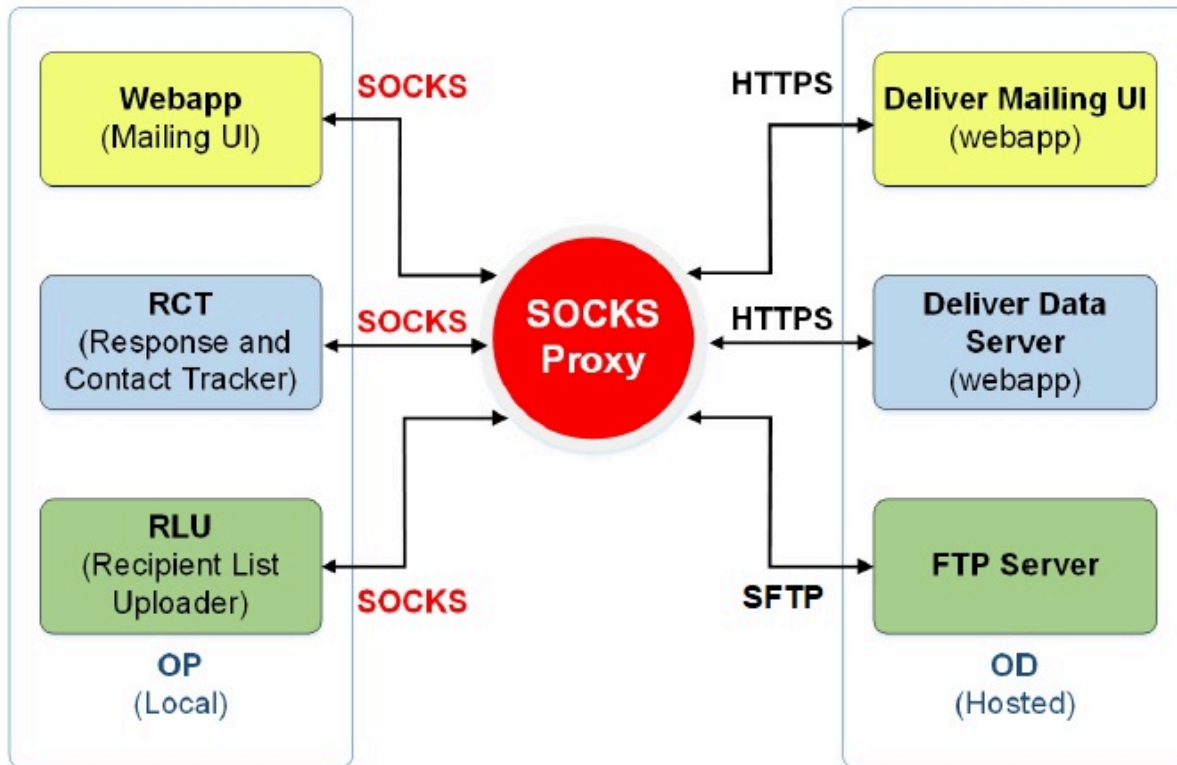 Webapp
(Mailing UI)
SOCKS
HTTPS
Deliver Mailing UI
(webapp)
RCT
(Response and
Contact Tracker)
SOCKS
SOCKS
Proxy
HTTPS
Deliver Data
Server
(webapp)
RLU
(Recipient List
Uploader)
SOCKS
SFTP
FTP Server
OP
(Local)
OD
(Hosted)